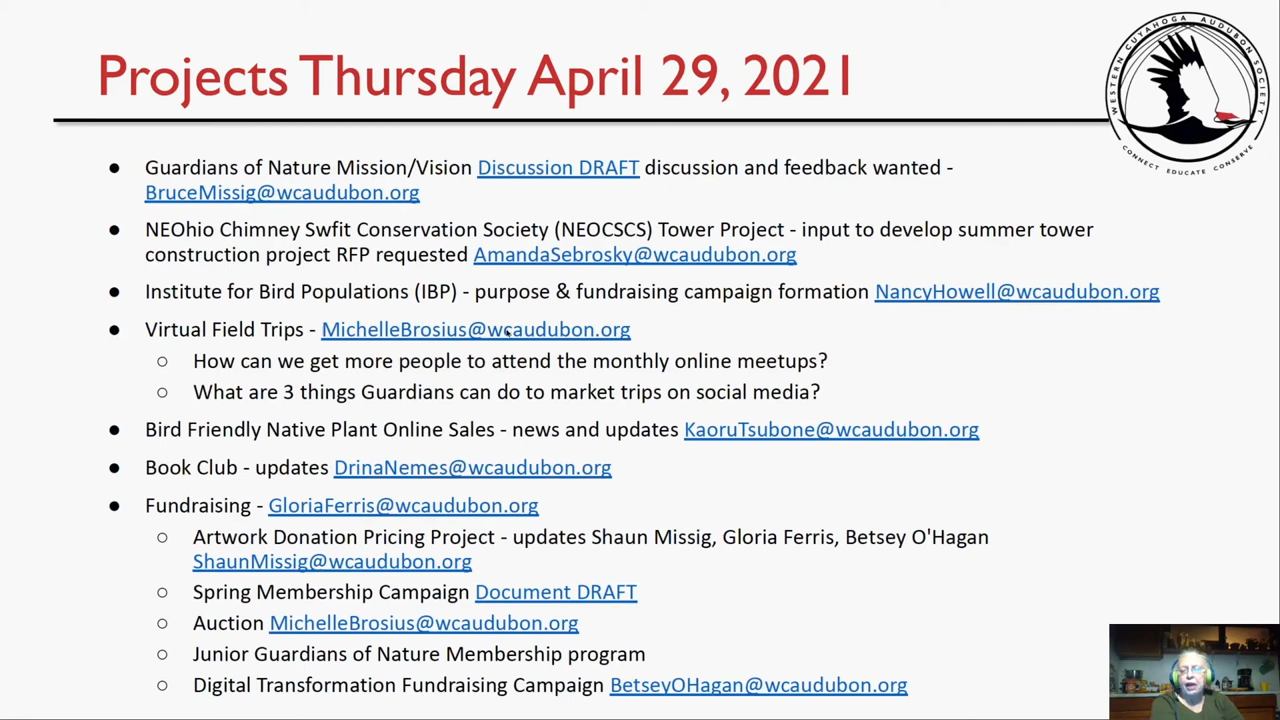 Projects Thursday April 29, 2021
WESTERN CUYAHOGA AUDUBON SOCIETY
CONNECT EDUCATE CONSERVE
● Guardians of Nature Mission/Vision Discussion DRAFT discussion and feedback wanted -
BruceMissig@wcaudubon.org
● NEOhio Chimney Swfit Conservation Society (NEOCSCS) Tower Project - input to develop summer tower
construction project RFP requested AmandaSebrosky@wcaudubon.org
● Institute for Bird Populations (IBP) - purpose & fundraising campaign formation NancyHowell@wcaudubon.org
● Virtual Field Trips - MichelleBrosius@wcaudubon.org
○ How can we get more people to attend the monthly online meetups?
○ What are 3 things Guardians can do to market trips on social media?
● Bird Friendly Native Plant Online Sales - news and updates KaoruTsubone@wcaudubon.org
● Book Club - updates DrinaNemes@wcaudubon.org
● Fundraising - GloriaFerris@wcaudubon.org
○ Artwork Donation Pricing Project - updates Shaun Missig, Gloria Ferris, Betsey O'Hagan
ShaunMissig@wcaudubon.org
○ Spring Membership Campaign Document DRAFT
○ Auction MichelleBrosius@wcaudubon.org
○ Junior Guardians of Nature Membership program
○ Digital Transformation Fundraising Campaign BetseyOHagan@wcaudubon.org